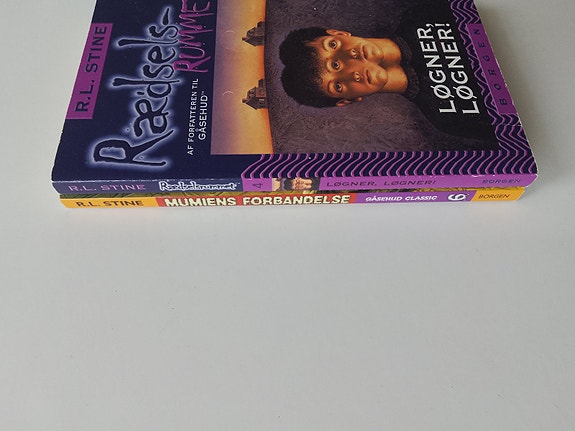 R.L. STINE
Rædsels-
RUMMET
AF FORFATTEREN TIL
GÅSEHUD™
LØGNER,
LØGNER!
BORGEN
R.L. STINE Rædselsrummet 4 LØGNER, LØGNER! BORGEN
R.L. STINE MUMIENS FORBANDELSE GÅSEHUD CLASSIC 6 BORGEN